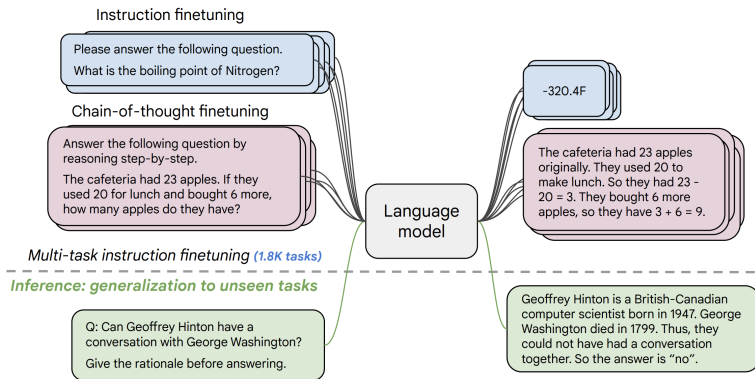 Instruction finetuning
Please answer the following question.
What is the boiling point of Nitrogen?
-320.4F
Chain-of-thought finetuning
Answer the following question by
reasoning step-by-step.
The cafeteria had 23 apples. If they
used 20 for lunch and bought 6 more,
how many apples do they have?
Language
model
The cafeteria had 23 apples
originally. They used 20 to
make lunch. So they had 23 -
20 = 3. They bought 6 more
apples, so they have 3 + 6 = 9.
Multi-task instruction finetuning (1.8K tasks)
Inference: generalization to unseen tasks
Q: Can Geoffrey Hinton have a
conversation with George Washington?
Give the rationale before answering.
Geoffrey Hinton is a British-Canadian
computer scientist born in 1947. George
Washington died in 1799. Thus, they
could not have had a conversation
together. So the answer is “no”.